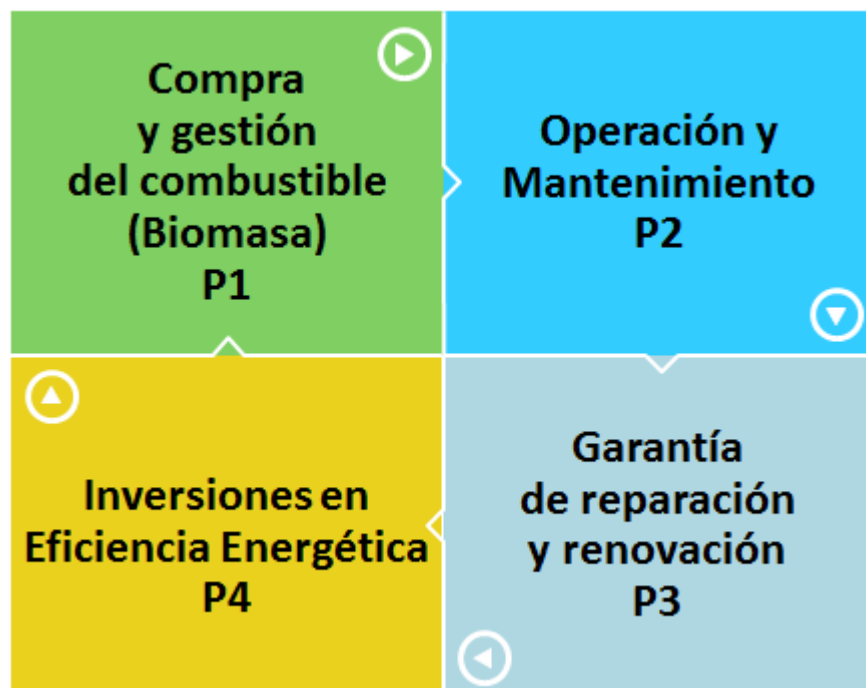 Compra
y gestión
del combustible
(Biomasa)
P1
Operación y
Mantenimiento
P2
Garantía
de reparación
y renovación
P3
Inversiones en
Eficiencia Energética
P4